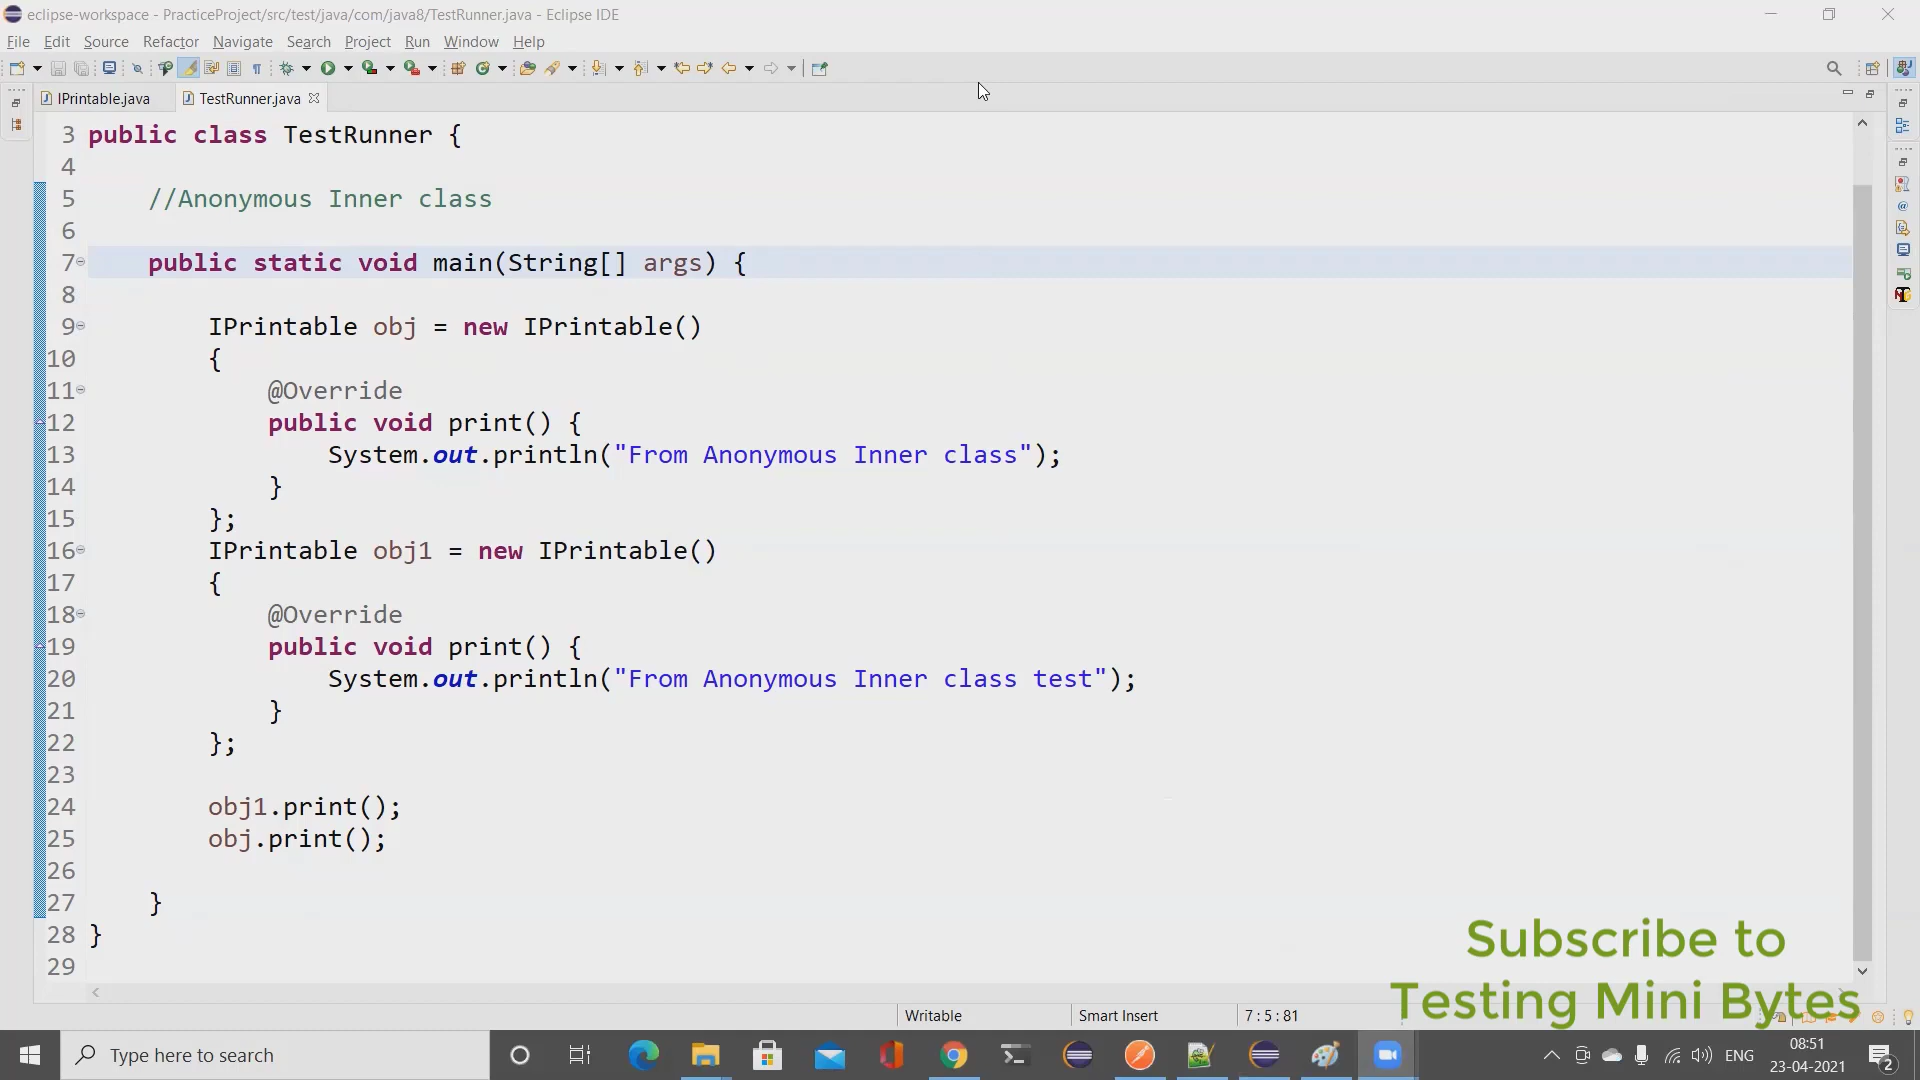 eclipse-workspace - PracticeProject/src/test/java/com/java8/TestRunner.java - Eclipse IDE
File Edit Source Refactor Navigate Search Project Run Window Help
IPrintable.java TestRunner.java
3 public class TestRunner {
4
5 //Anonymous Inner class
6
7 public static void main(String[] args) {
8
9 IPrintable obj = new IPrintable()
10 {
11 @Override
12 public void print() {
13 System.out.println("From Anonymous Inner class");
14 }
15 };
16 IPrintable obj1 = new IPrintable()
17 {
18 @Override
19 public void print() {
20 System.out.println("From Anonymous Inner class test");
21 }
22 };
23
24 obj1.print();
25 obj.print();
26
27 }
28 }
29
Subscribe to
Testing Mini Bytes
Writable Smart Insert 7 : 5 : 81
Type here to search
ENG
08:51
23-04-2021
2